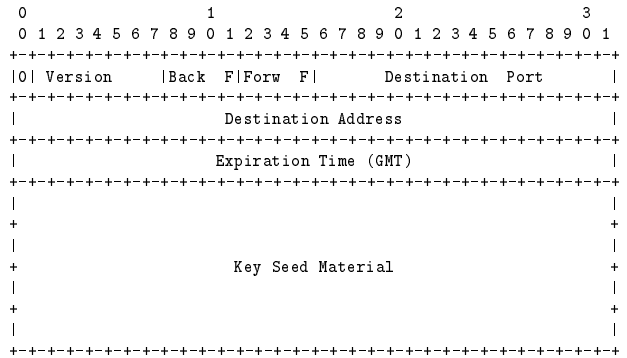 0                   1                   2                   3
 0 1 2 3 4 5 6 7 8 9 0 1 2 3 4 5 6 7 8 9 0 1 2 3 4 5 6 7 8 9 0 1
+-+-+-+-+-+-+-+-+-+-+-+-+-+-+-+-+-+-+-+-+-+-+-+-+-+-+-+-+-+-+-+-+
|0| Version     |Back  F|Forw  F|       Destination  Port       |
+-+-+-+-+-+-+-+-+-+-+-+-+-+-+-+-+-+-+-+-+-+-+-+-+-+-+-+-+-+-+-+-+
|                      Destination Address                      |
+-+-+-+-+-+-+-+-+-+-+-+-+-+-+-+-+-+-+-+-+-+-+-+-+-+-+-+-+-+-+-+-+
|                     Expiration Time (GMT)                     |
+-+-+-+-+-+-+-+-+-+-+-+-+-+-+-+-+-+-+-+-+-+-+-+-+-+-+-+-+-+-+-+-+
|                                                               |
+                                                               +
|                                                               |
+                       Key Seed Material                       +
|                                                               |
+                                                               +
|                                                               |
+-+-+-+-+-+-+-+-+-+-+-+-+-+-+-+-+-+-+-+-+-+-+-+-+-+-+-+-+-+-+-+-+